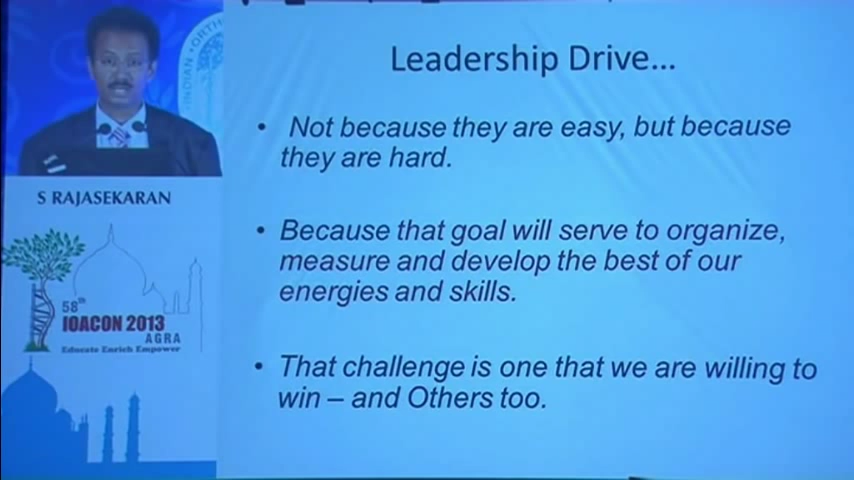 INDIAN ORTH
S RAJASEKARAN
58th
IOACON 2013
AGRA
Educate Enrich Empower
Leadership Drive...
• Not because they are easy, but because
they are hard.
• Because that goal will serve to organize,
measure and develop the best of our
energies and skills.
• That challenge is one that we are willing to
win – and Others too.